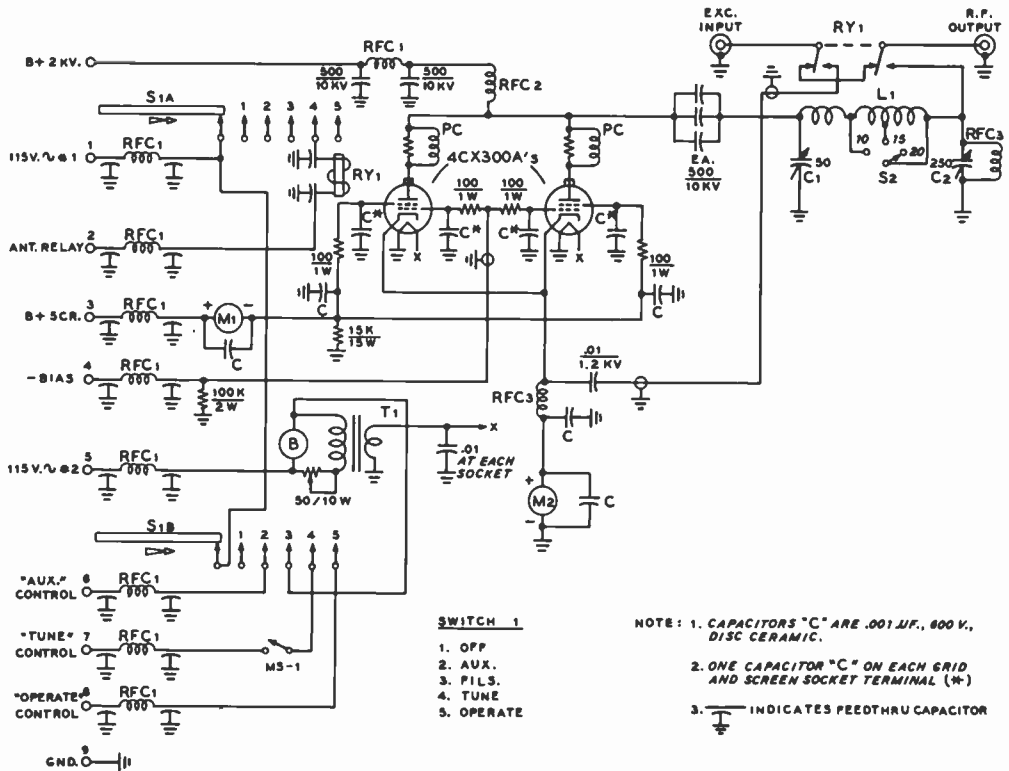 EXC. INPUT
RY1
R.F. OUTPUT
B+ 2 KV.
RFC1
500
10 KV
500
10 KV
RFC 2
S1A
1 2 3 4 5
L1
PC
PC
4CX300A'S
EA.
500
10 KV
10
15
20
S2
50
C1
250
C2
RFC3
1
115V.∿ #1
RFC1
RY1
100
1W
100
1W
C*
C*
C*
C*
X
X
2
ANT. RELAY
RFC1
100
1W
100
1W
C
C
3
B+ SCR.
RFC1
+ M1 -
C
15K
15W
4
-BIAS
RFC1
100K
2 W
.01
1.2 KV
RFC3
C
T1
B
X
.01
AT EACH
SOCKET
5
115V.∿ #2
RFC1
50/10 W
+
M2
-
C
S1B
1 2 3 4 5
6
"AUX."
CONTROL
RFC1
7
"TUNE"
CONTROL
RFC1
MS-1
8
"OPERATE"
CONTROL
RFC1
9
GND.
SWITCH 1
1. OFF
2. AUX.
3. FILS.
4. TUNE
5. OPERATE
NOTE: 1. CAPACITORS "C" ARE .001 UF., 600 V.,
DISC CERAMIC.
2. ONE CAPACITOR "C" ON EACH GRID
AND SCREEN SOCKET TERMINAL (*)
3. INDICATES FEEDTHRU CAPACITOR